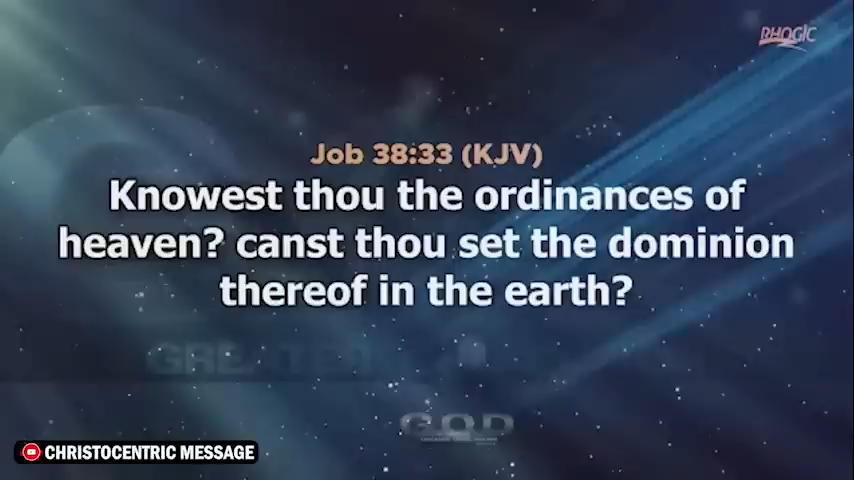 RHOGIC
Job 38:33 (KJV)
Knowest thou the ordinances of
heaven? canst thou set the dominion
thereof in the earth?
G.O.D
CHRISTOCENTRIC MESSAGE